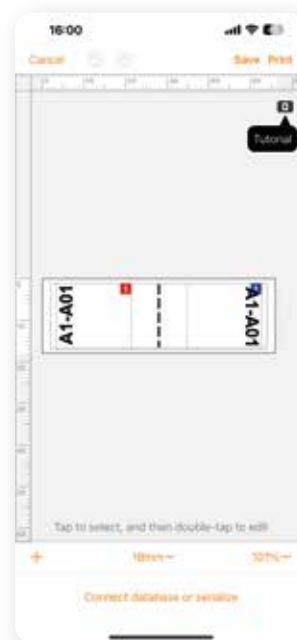 16:00
Cancel Save Print
Tutorial
1
A1-A01
A1-A01
Tap to select, and then double-tap to edit
+ 18mm 107%
Connect database or serialize